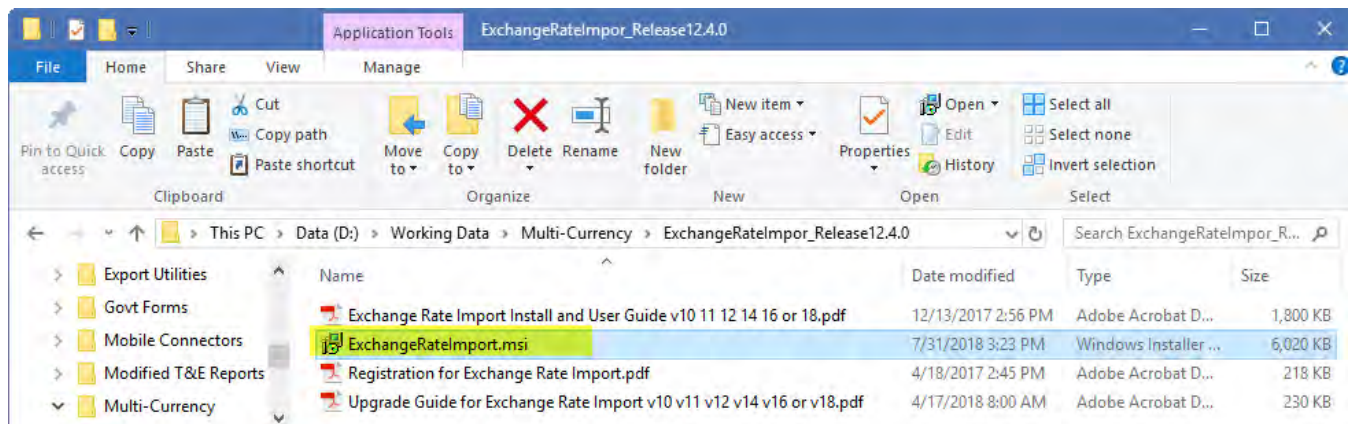 Application Tools ExchangeRateImpor_Release12.4.0
File Home Share View Manage
Pin to Quick access
Copy
Paste
Cut
Copy path
Paste shortcut
Clipboard
Move to
Copy to
Delete
Rename
Organize
New folder
New item
Easy access
New
Properties
Open
Edit
History
Open
Select all
Select none
Invert selection
Select
This PC > Data (D:) > Working Data > Multi-Currency > ExchangeRateImpor_Release12.4.0
Search ExchangeRateImpor_R...
Export Utilities
Govt Forms
Mobile Connectors
Modified T&E Reports
Multi-Currency
Name Date modified Type Size
Exchange Rate Import Install and User Guide v10 11 12 14 16 or 18.pdf 12/13/2017 2:56 PM Adobe Acrobat D... 1,800 KB
ExchangeRateImport.msi 7/31/2018 3:23 PM Windows Installer ... 6,020 KB
Registration for Exchange Rate Import.pdf 4/18/2017 2:45 PM Adobe Acrobat D... 218 KB
Upgrade Guide for Exchange Rate Import v10 v11 v12 v14 v16 or v18.pdf 4/17/2018 8:00 AM Adobe Acrobat D... 230 KB